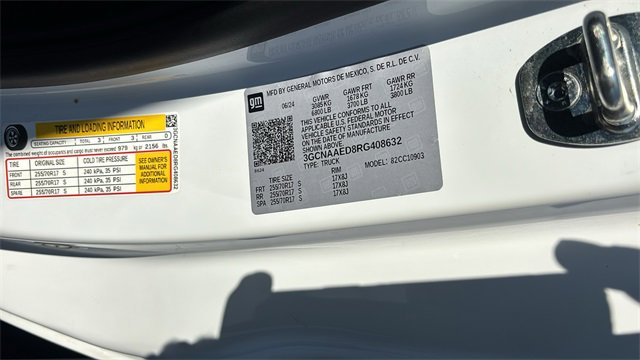 TIRE AND LOADING INFORMATION
SEATING CAPACITY TOTAL 3 FRONT 3 REAR 0
The combined weight of occupants and cargo should never exceed 978 kg or 2156 lbs.
TIRE ORIGINAL SIZE COLD TIRE PRESSURE
FRONT 255/70R17 S 240 kPa, 35 PSI
REAR 255/70R17 S 240 kPa, 35 PSI
SPARE 255/70R17 S 240 kPa, 35 PSI
SEE OWNER'S
MANUAL FOR
ADDITIONAL
INFORMATION
3GCNAAED8RG408632
gm
MFD BY GENERAL MOTORS DE MEXICO, S. DE R.L. DE C.V.
06/24 GVWR GAWR FRT GAWR RR
3085 KG 1678 KG 1724 KG
6800 LB 3700 LB 3800 LB
THIS VEHICLE CONFORMS TO ALL
APPLICABLE U.S. FEDERAL MOTOR
VEHICLE SAFETY STANDARDS IN EFFECT
ON THE DATE OF MANUFACTURE
3GCNAAED8RG408632
TYPE: TRUCK MODEL: 82CC10903
TIRE SIZE RIM
FRT 255/70R17 S 17X8J
RR 255/70R17 S 17X8J
SPA 255/70R17 S 17X8J